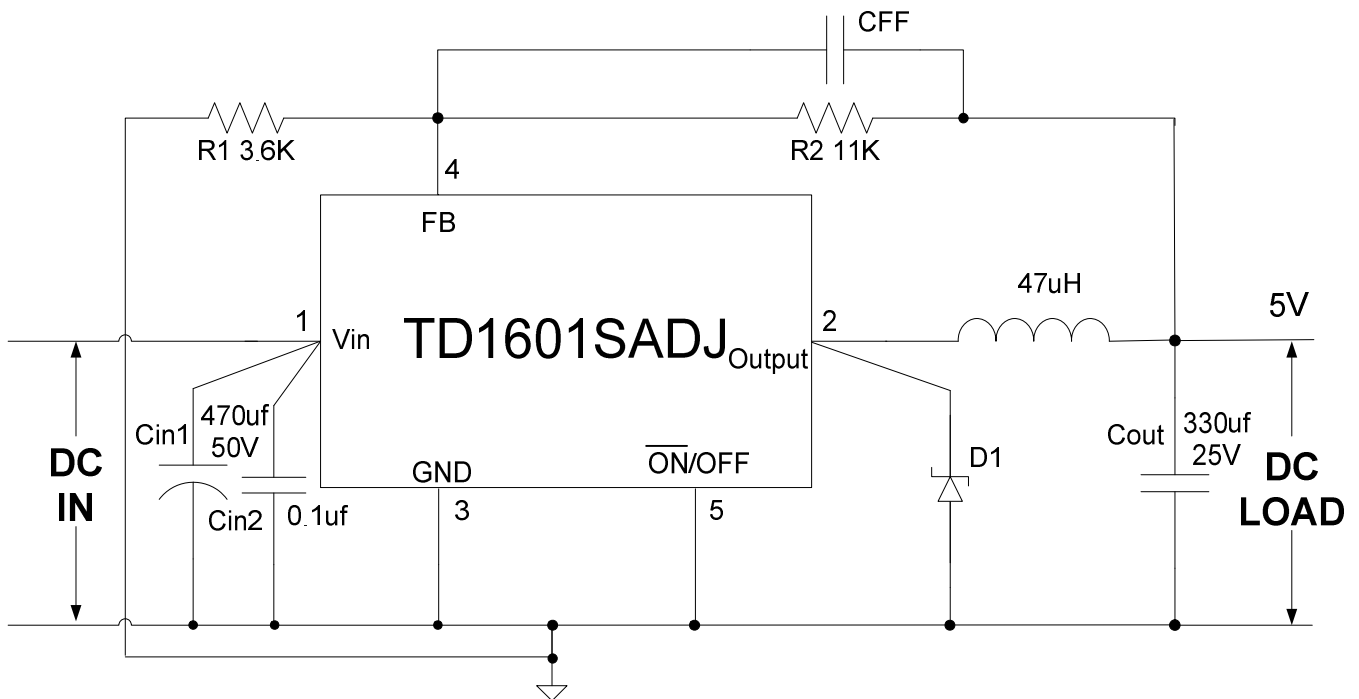 CFF
R1 3.6K
R2 11K
4
FB
47uH
5V
1
Vin
TD1601SADJ
Output
2
470uf
50V
Cin1
Cin2
0.1uf
DC
IN
GND
3
ON/OFF
5
D1
Cout
330uf
25V
DC
LOAD